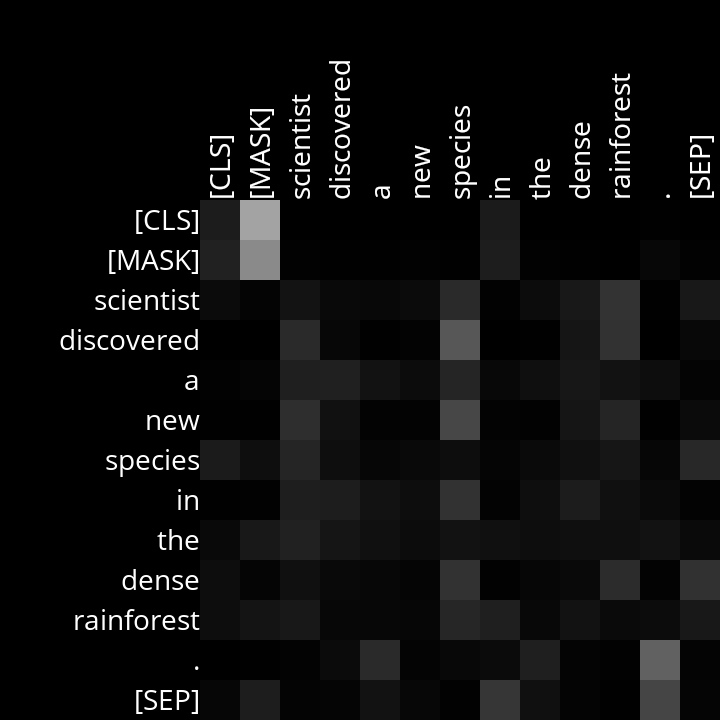 [CLS] [MASK] scientist discovered a new species in the dense rainforest . [SEP]
[CLS]
[MASK]
scientist
discovered
a
new
species
in
the
dense
rainforest
.
[SEP]